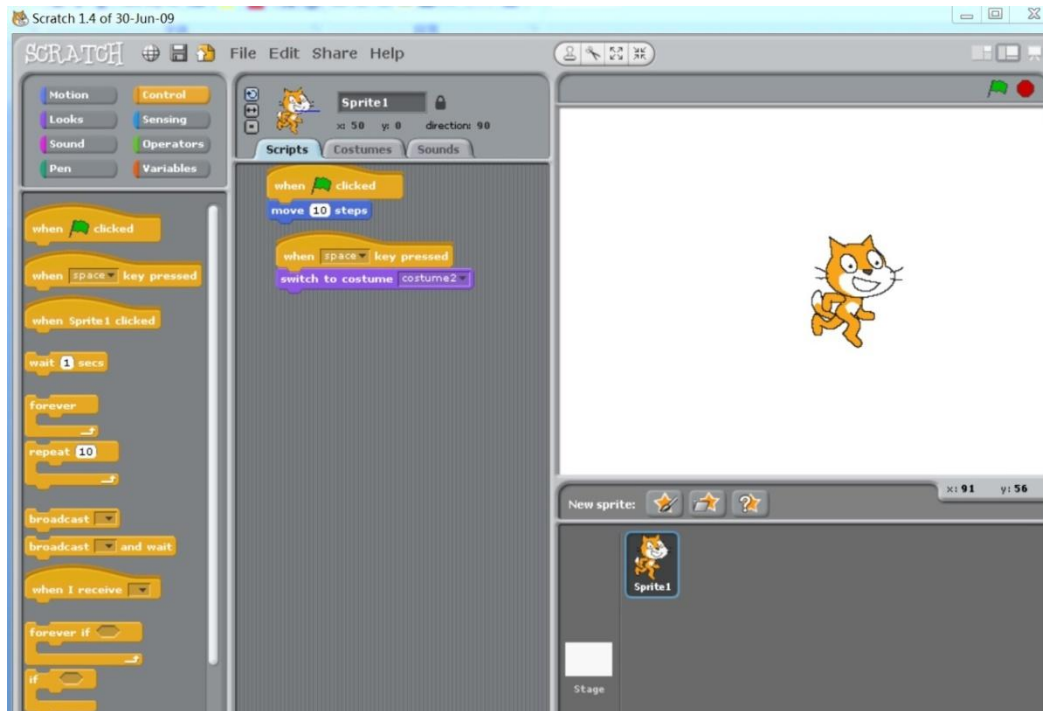 Scratch 1.4 of 30-Jun-09
SCRATCH File Edit Share Help
Motion Control
Looks Sensing
Sound Operators
Pen Variables
when clicked
when space key pressed
when Sprite1 clicked
wait 1 secs
forever
repeat 10
broadcast
broadcast and wait
when I receive
forever if
if
Sprite1
x: 50 y: 0 direction: 90
Scripts Costumes Sounds
when clicked
move 10 steps
when space key pressed
switch to costume costume2
x: 91 y: 56
New sprite:
Sprite1
Stage